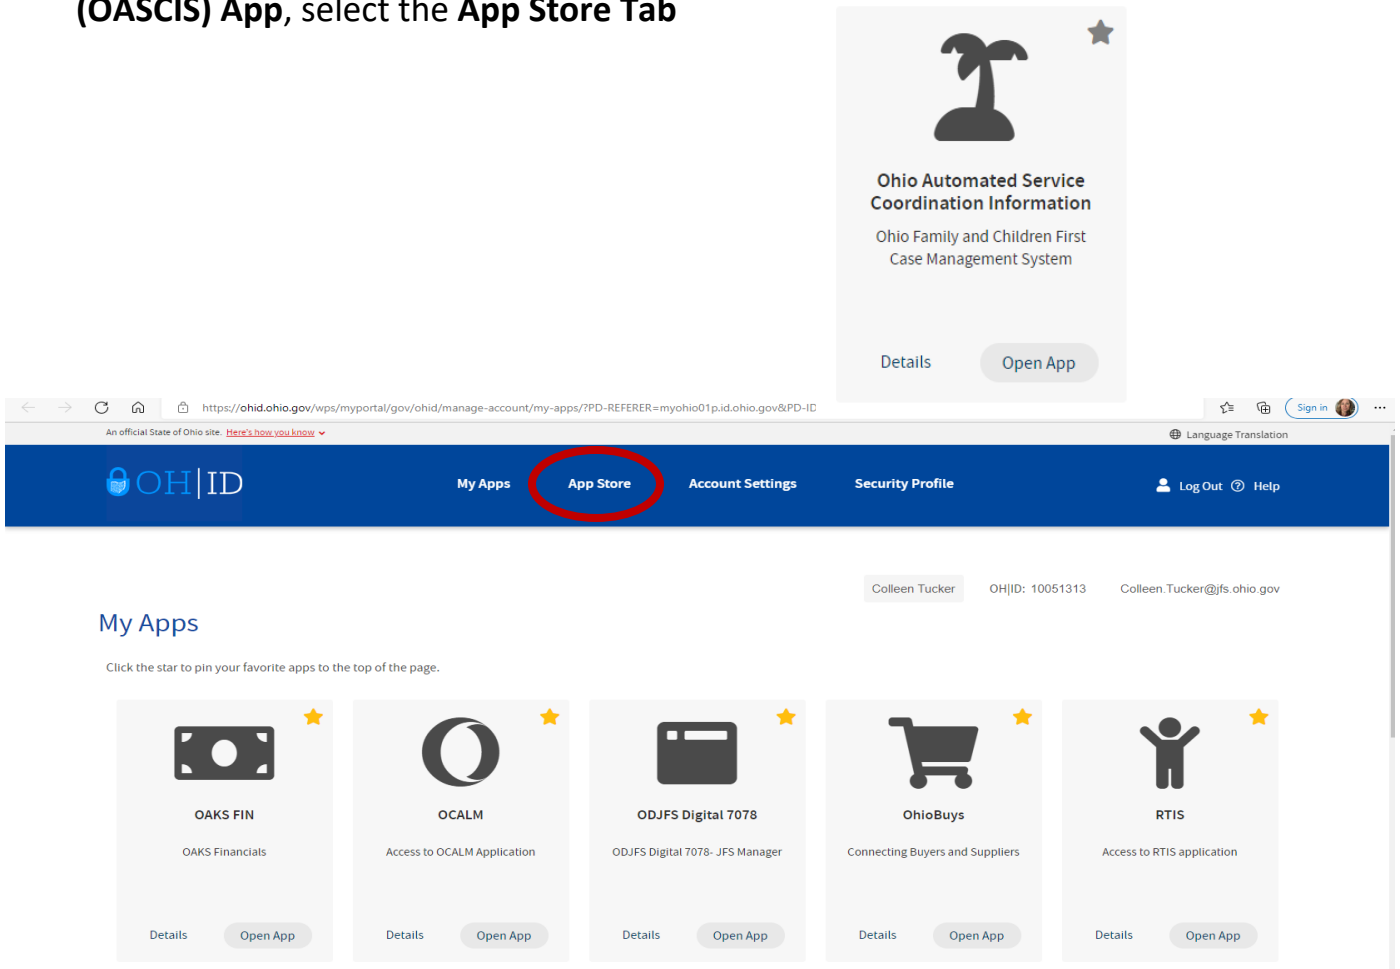 (OASCIS) App, select the App Store Tab
Ohio Automated Service
Coordination Information
Ohio Family and Children First
Case Management System
Details Open App
https://ohid.ohio.gov/wps/myportal/gov/ohid/manage-account/my-apps/?PD-REFERER=myohio01p.id.ohio.gov&PD-ID
Sign in
An official State of Ohio site. Here's how you know
Language Translation
OH|ID
My Apps App Store Account Settings Security Profile
Log Out Help
Colleen Tucker OH|ID: 10051313 Colleen.Tucker@jfs.ohio.gov
My Apps
Click the star to pin your favorite apps to the top of the page.
OAKS FIN OCALM ODJFS Digital 7078 OhioBuys RTIS
OAKS Financials Access to OCALM Application ODJFS Digital 7078- JFS Manager Connecting Buyers and Suppliers Access to RTIS application
Details Open App Details Open App Details Open App Details Open App Details Open App